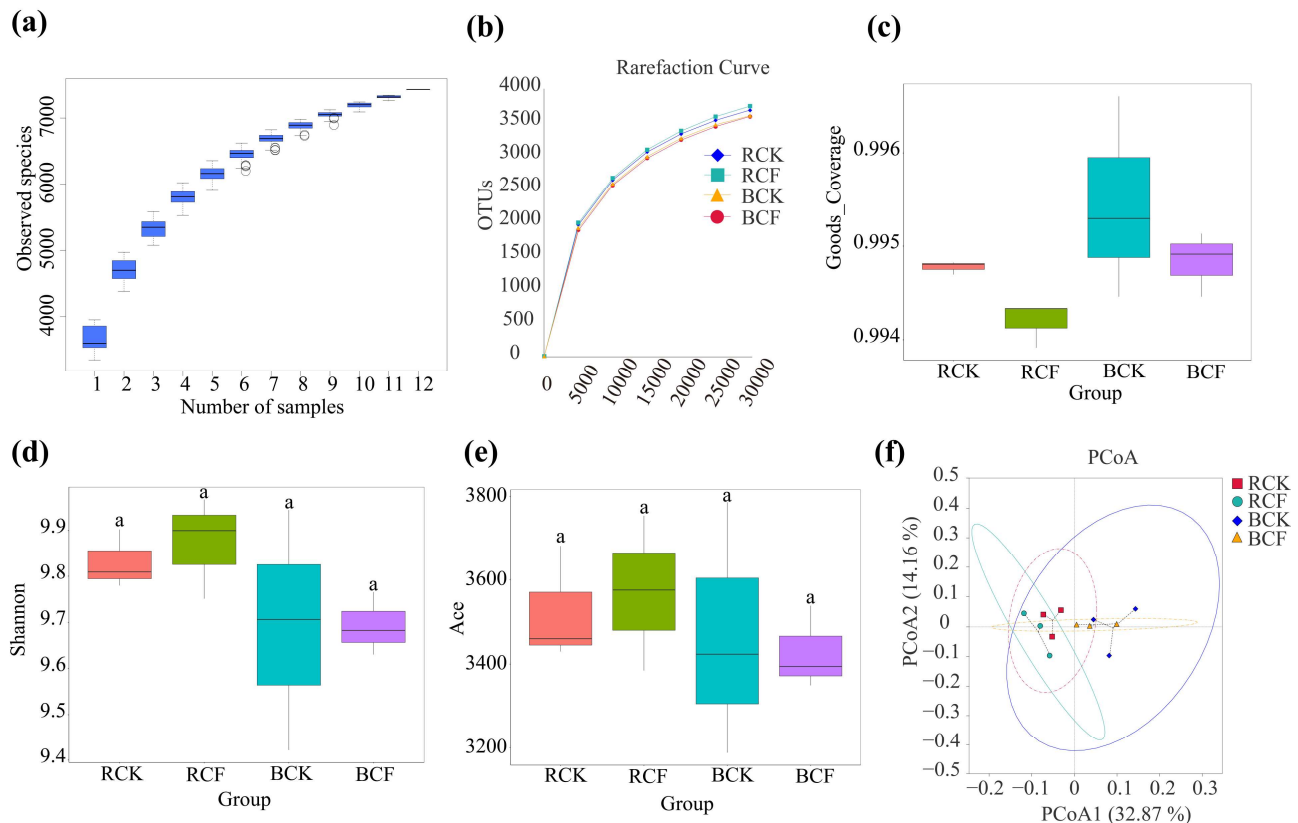 (a)
Observed species
7000
6000
5000
4000
1 2 3 4 5 6 7 8 9 10 11 12
Number of samples
(b)
Rarefaction Curve
OTUs
4000
3500
3000
2500
2000
1500
1000
500
0
0 5000 10000 15000 20000 25000 30000
RCK
RCF
BCK
BCF
(c)
Goods_Coverage
0.996
0.995
0.994
RCK RCF BCK BCF
Group
(d)
Shannon
9.9
9.8
9.7
9.6
9.5
9.4
a a a a
RCK RCF BCK BCF
Group
(e)
Ace
3800
3600
3400
3200
a a a a
RCK RCF BCK BCF
Group
(f)
PCoA
PCoA2 (14.16 %)
0.5
0.4
0.3
0.2
0.1
0
−0.1
−0.2
−0.3
−0.4
−0.5
−0.2 −0.1 0 0.1 0.2 0.3
PCoA1 (32.87 %)
RCK
RCF
BCK
BCF